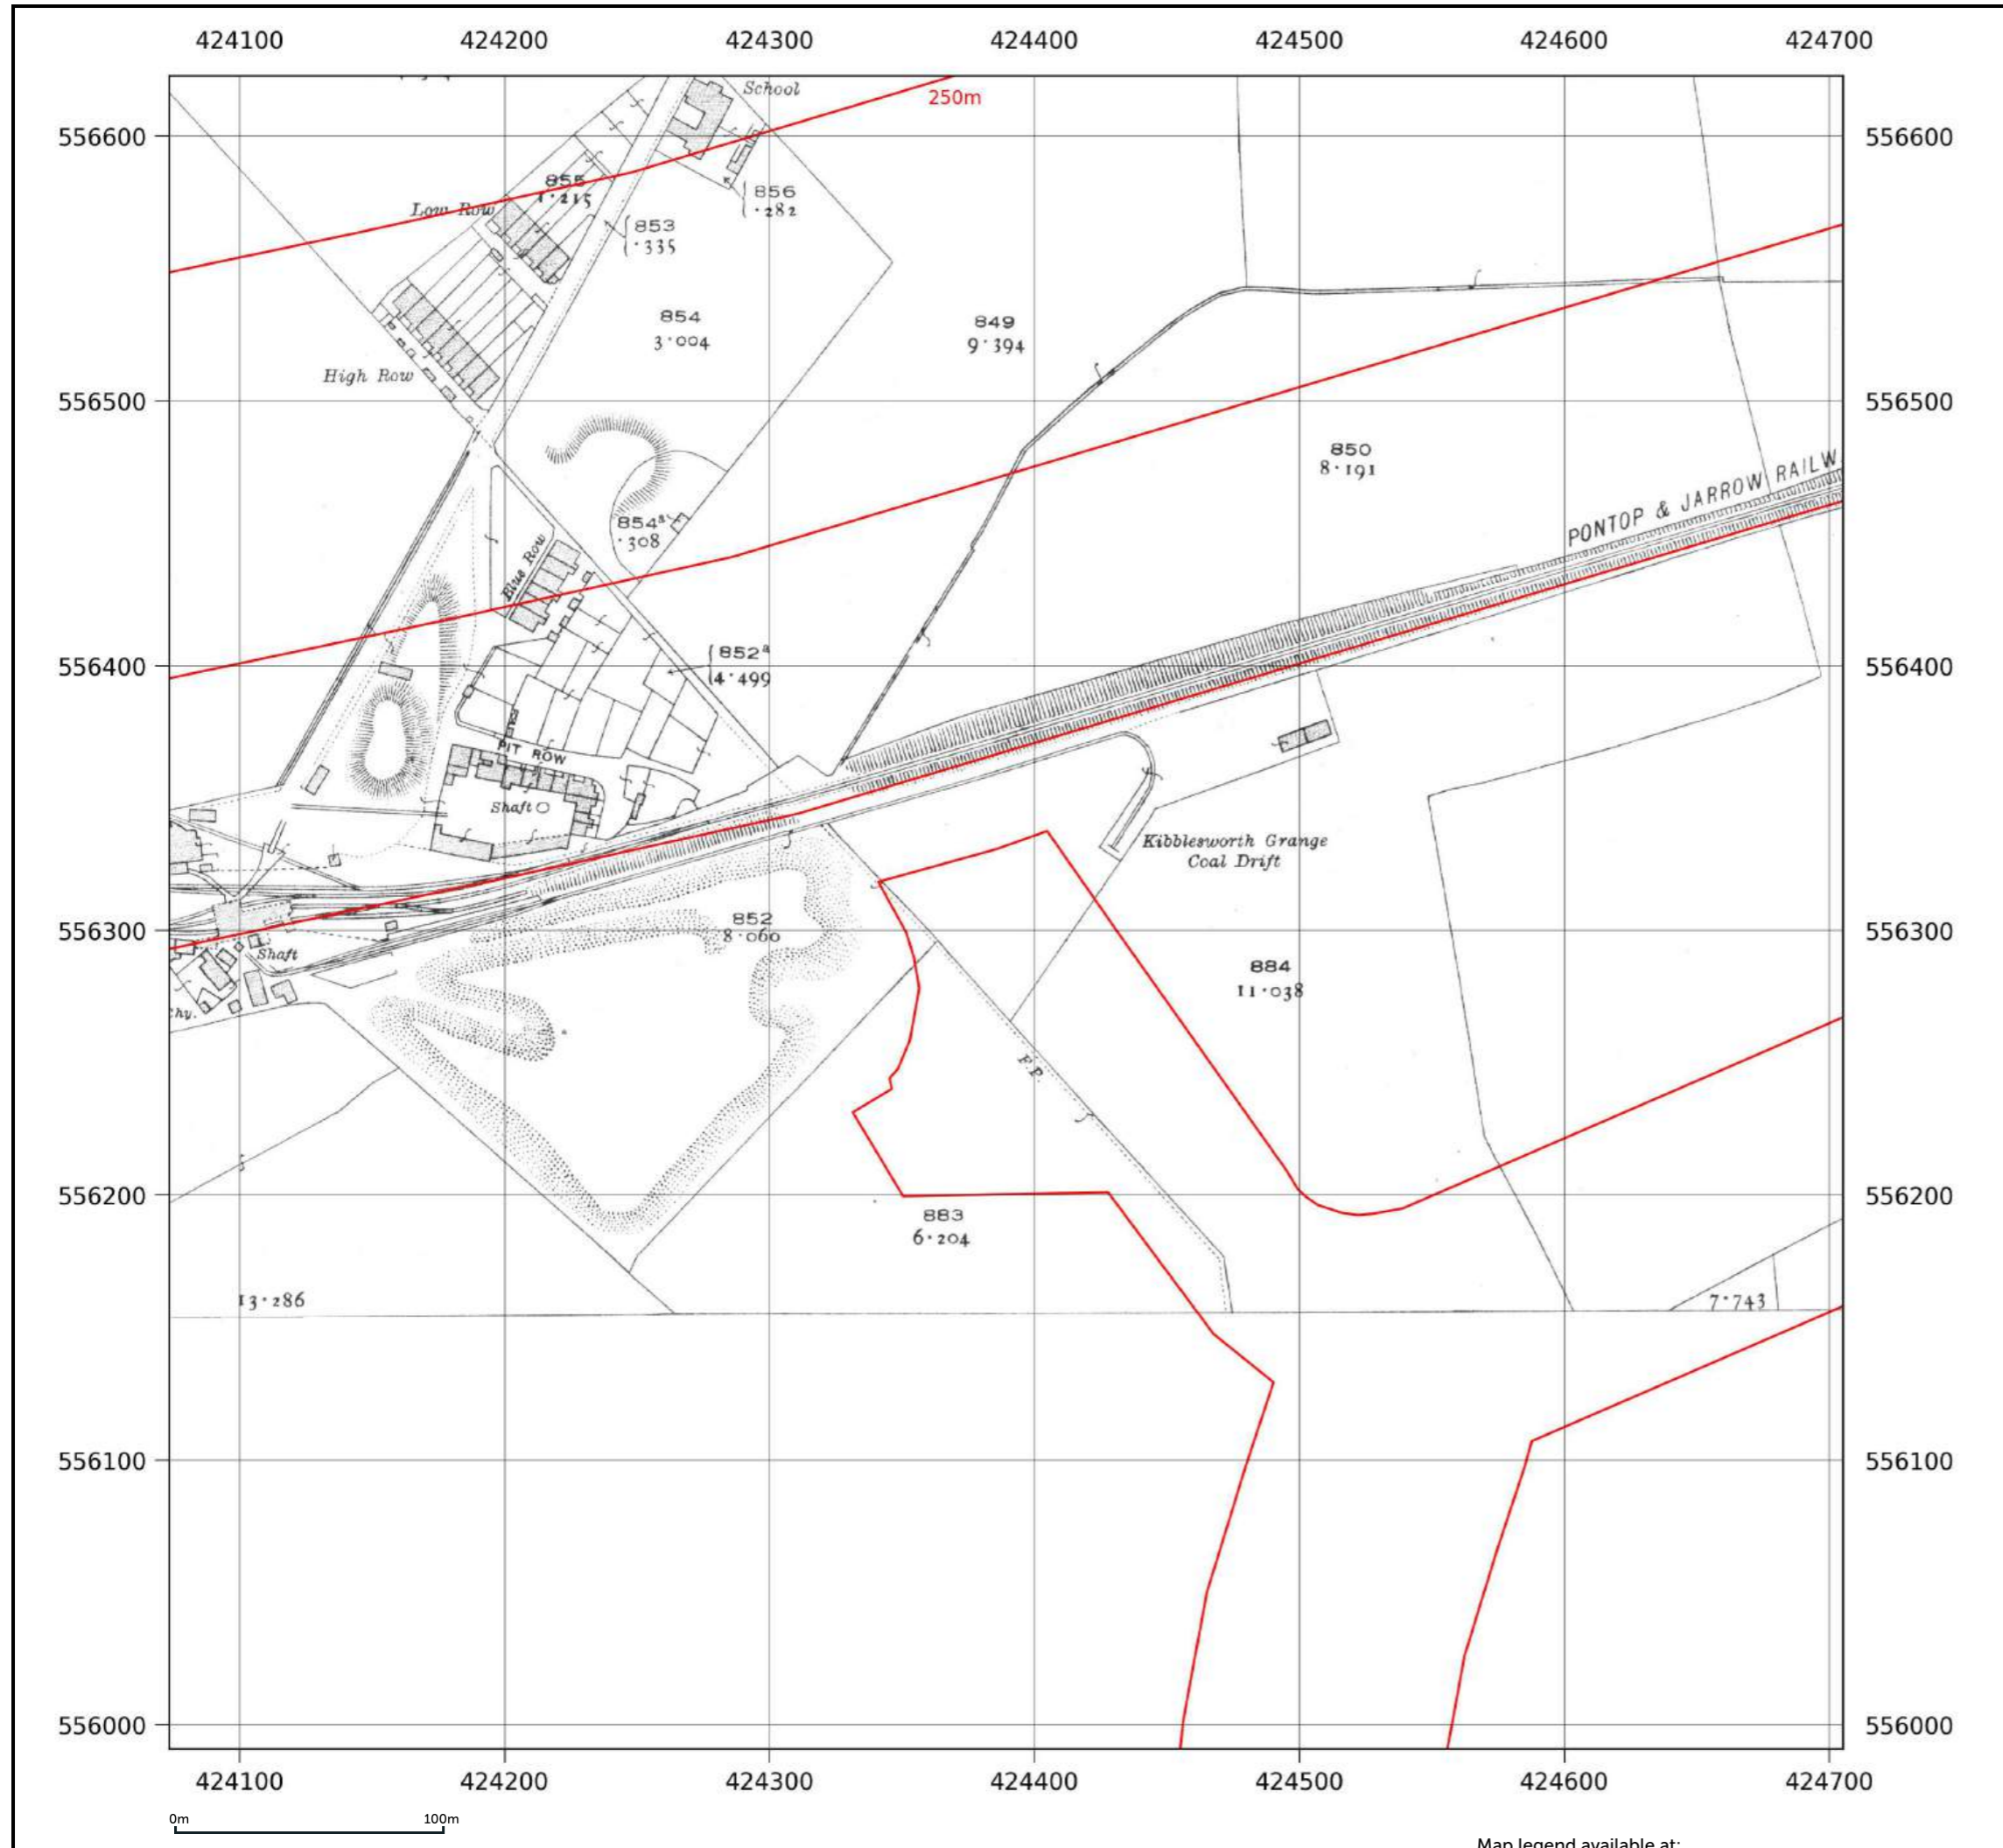 424100 424200 424300 424400 424500 424600 424700
School
250m
556600 556600
855
1·215
856
·282
Low Row
853
·335
854
3·004
849
9·394
High Row
556500 556500
850
8·191
PONTOP & JARROW RAILW
854ª
·308
Blue Row
852ª
4·499
556400 556400
PIT ROW
Shaft
Kibblesworth Grange
Coal Drift
852
8·060
556300 556300
Shaft
884
11·038
hy.
F.P.
556200 556200
883
6·204
13·286
7·743
556100 556100
556000 556000
424100 424200 424300 424400 424500 424600 424700
0m 100m
Map legend available at: